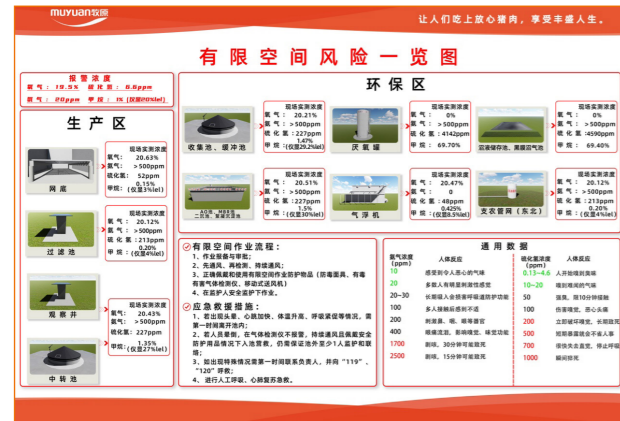 muyuan牧原
让人们吃上放心猪肉，享受丰盛人生。
有限空间风险一览图
报警浓度
氧气：19.5% 硫化氢：6.6ppm
氨气：20ppm 甲烷：1% (仪显20%lel)
生产区
网底
现场实测浓度
氧气：20.63%
氨气：>500ppm
硫化氢：52ppm
甲烷：0.15%(仪显3%lel)
过滤池
现场实测浓度
氧气：20.12%
氨气：>500ppm
硫化氢：213ppm
甲烷：0.20%(仪显4%lel)
观察井
中转池
现场实测浓度
氧气：20.43%
氨气：>500ppm
硫化氢：227ppm
甲烷：1.35%(仪显27%lel)
环保区
收集池、缓冲池
现场实测浓度
氧气：20.21%
氨气：>500ppm
硫化氢：227ppm
甲烷：1.47%(仪显29.2%lel)
厌氧罐
现场实测浓度
氧气：0%
氨气：>500ppm
硫化氢：4142ppm
甲烷：69.70%
沼液储存池、黑膜沼气池
现场实测浓度
氧气：0%
氨气：>500ppm
硫化氢：4590ppm
甲烷：69.40%
AO池、MBR池
二沉池、絮凝沉淀池
现场实测浓度
氧气：20.51%
氨气：>500ppm
硫化氢：227ppm
甲烷：1.5%(仪显30%lel)
气浮机
现场实测浓度
氧气：20.47%
氨气：0
硫化氢：48ppm
甲烷：0.425%(仪显8.5%lel)
支农管网（东北）
现场实测浓度
氧气：20.12%
氨气：>500ppm
硫化氢：213ppm
甲烷：0.20%(仪显4%lel)
有限空间作业流程：
1、作业报备与审批；
2、先通风、再检测、持续通风；
3、正确佩戴和使用有限空间作业防护物品（防毒面具、有毒
有害气体检测仪、移动式送风机）
4、在监护人安全监护下作业。
应急救援措施：
1、若出现头晕、心跳加快、体温升高、呼吸紧促等情况，需
第一时间离开池内；
2、若人员晕倒，在气体检测仪不报警、持续通风且佩戴安全
防护用品情况下入池营救，仍需保证池外至少1人监护和联
络；
3、如出现特殊情况需第一时间联系负责人，并向“119”、
“120”呼救；
4、进行人工呼吸、心肺复苏急救。
通用数据
氨气浓度(ppm) 人体反应
10 感受到令人恶心的气味
20 多数人有明显刺激性感觉
20~30 长期吸入会损害呼吸道防护功能
100 多人接触后感到不适
200 刺激鼻、咽、咳等器官
400 眼睛流泪，影响嗅觉、味觉功能
1700 剧咳，30分钟可能致死
2500 剧咳，15分钟可能致死
硫化氢浓度(ppm) 人体反应
0.13~4.6 人开始嗅到臭味
10~20 嗅到难闻的气味
50 强臭，限10分钟接触
100 伤害嗅觉，恶心头痛
200 立即破坏嗅觉，长期致死
500 短期暴露就会不省人事
700 很快失去直觉，停止呼吸
1000 瞬间猝死